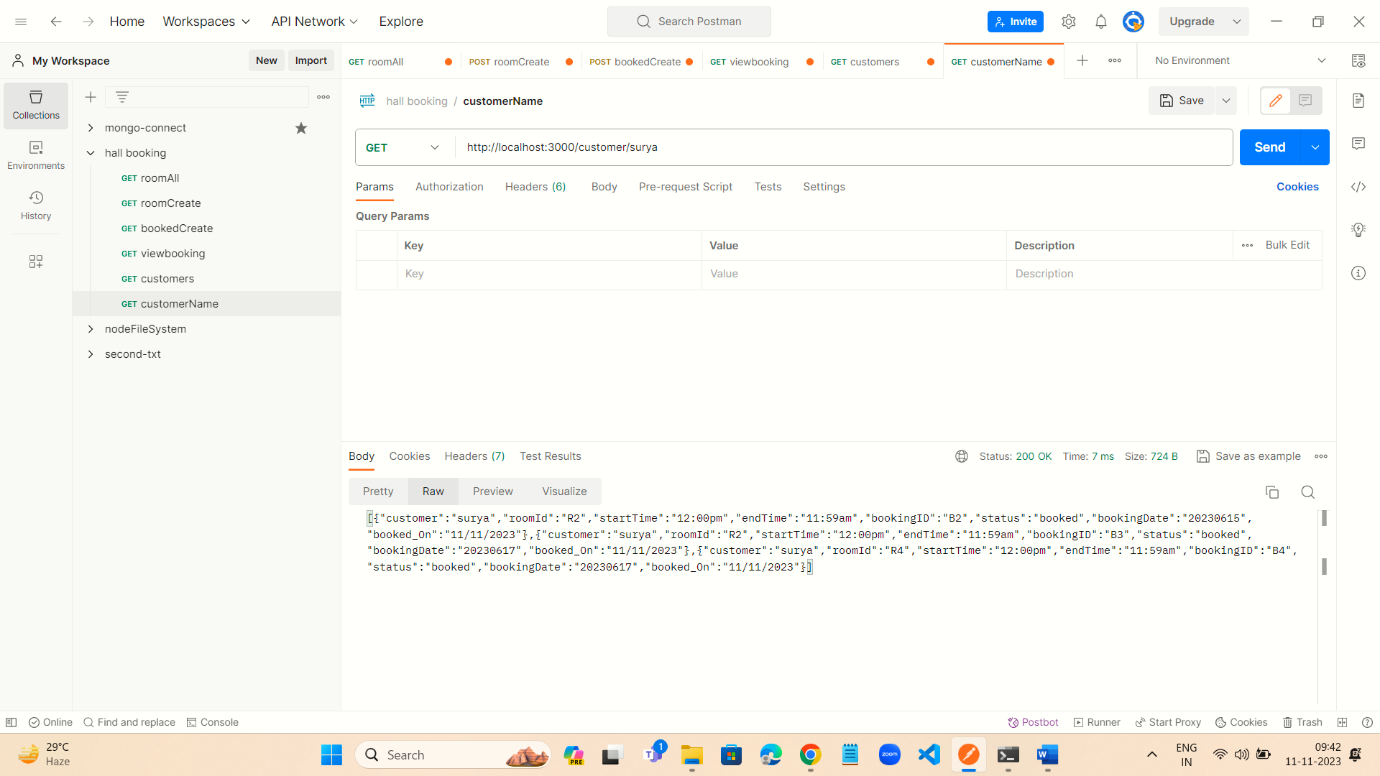 Home Workspaces API Network Explore Search Postman Invite Upgrade
My Workspace New Import GET roomAll POST roomCreate POST bookedCreate GET viewbooking GET customers GET customerName No Environment
Collections
Environments
History
mongo-connect
hall booking
GET roomAll
GET roomCreate
GET bookedCreate
GET viewbooking
GET customers
GET customerName
nodeFileSystem
second-txt
HTTP hall booking / customerName Save
GET http://localhost:3000/customer/surya Send
Params Authorization Headers (6) Body Pre-request Script Tests Settings Cookies
Query Params
Key Value Description Bulk Edit
Key Value Description
Body Cookies Headers (7) Test Results Status: 200 OK Time: 7 ms Size: 724 B Save as example
Pretty Raw Preview Visualize
[{"customer":"surya","roomId":"R2","startTime":"12:00pm","endTime":"11:59am","bookingID":"B2","status":"booked","bookingDate":"20230615",
"booked_On":"11/11/2023"},{"customer":"surya","roomId":"R2","startTime":"12:00pm","endTime":"11:59am","bookingID":"B3","status":"booked",
"bookingDate":"20230617","booked_On":"11/11/2023"},{"customer":"surya","roomId":"R4","startTime":"12:00pm","endTime":"11:59am","bookingID":"B4",
"status":"booked","bookingDate":"20230617","booked_On":"11/11/2023"}]
Online Find and replace Console Postbot Runner Start Proxy Cookies Trash
29°C
Haze
Search
PRE
1
zoom
ENG
IN
09:42
11-11-2023